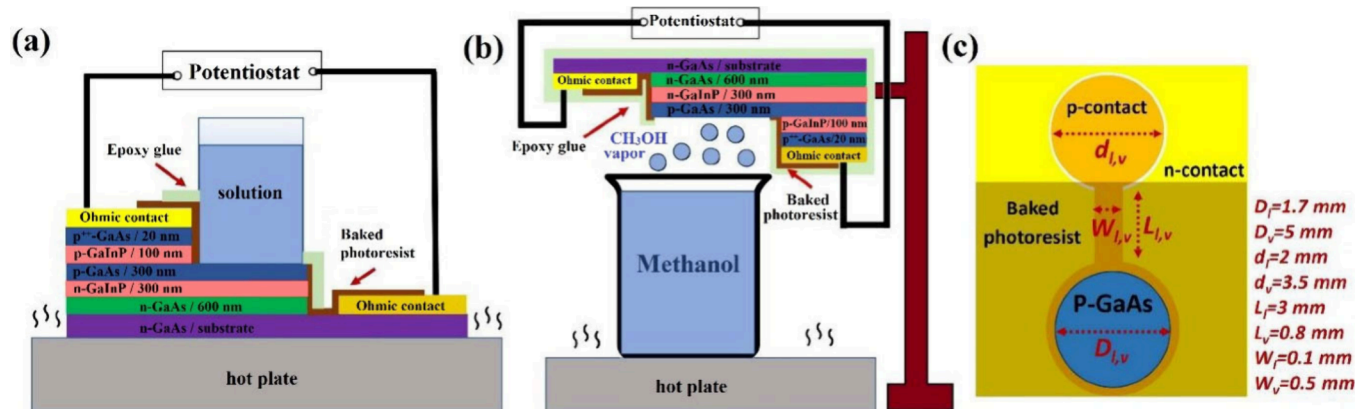 (a)
Potentiostat
Epoxy glue
solution
Ohmic contact
p⁺⁺-GaAs / 20 nm
p-GaInP / 100 nm
p-GaAs / 300 nm
n-GaInP / 300 nm
n-GaAs / 600 nm
n-GaAs / substrate
Baked
photoresist
Ohmic contact
hot plate
(b)
Potentiostat
n-GaAs / substrate
Ohmic contact
n-GaAs / 600 nm
n-GaInP / 300 nm
p-GaAs / 300 nm
p-GaInP/100 nm
p⁺⁺-GaAs/20 nm
Ohmic contact
Epoxy glue
CH₃OH
vapor
Baked
photoresist
Methanol
hot plate
(c)
p-contact
d_l,v
n-contact
Baked
photoresist
W_l,v
L_l,v
P-GaAs
D_l,v
D_l=1.7 mm
D_v=5 mm
d_l=2 mm
d_v=3.5 mm
L_l=3 mm
L_v=0.8 mm
W_l=0.1 mm
W_v=0.5 mm